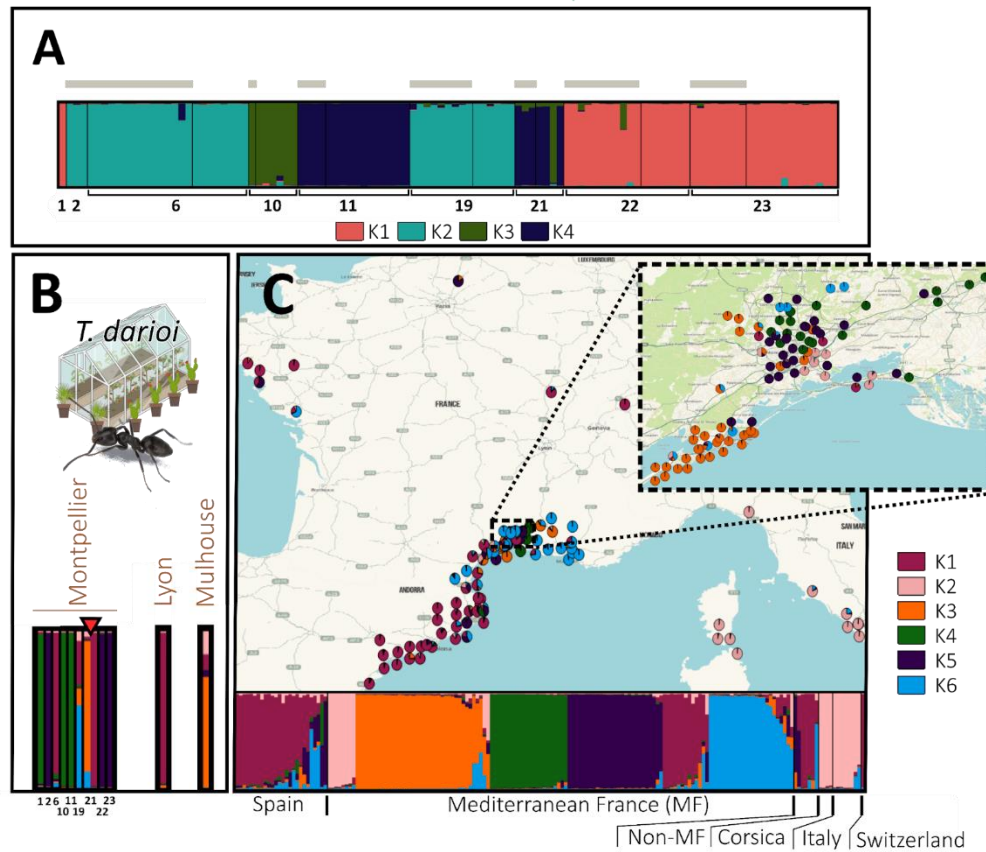 A
1 2 6 10 11 19 21 22 23
K1 K2 K3 K4
B
T. darioi
Montpellier
Lyon
Mulhouse
1 2 6 10 11 19 21 22 23
C
FRANCE
ANDORRA
SAN MAR
ITALY
K1
K2
K3
K4
K5
K6
Spain
Mediterranean France (MF)
Non-MF Corsica Italy Switzerland